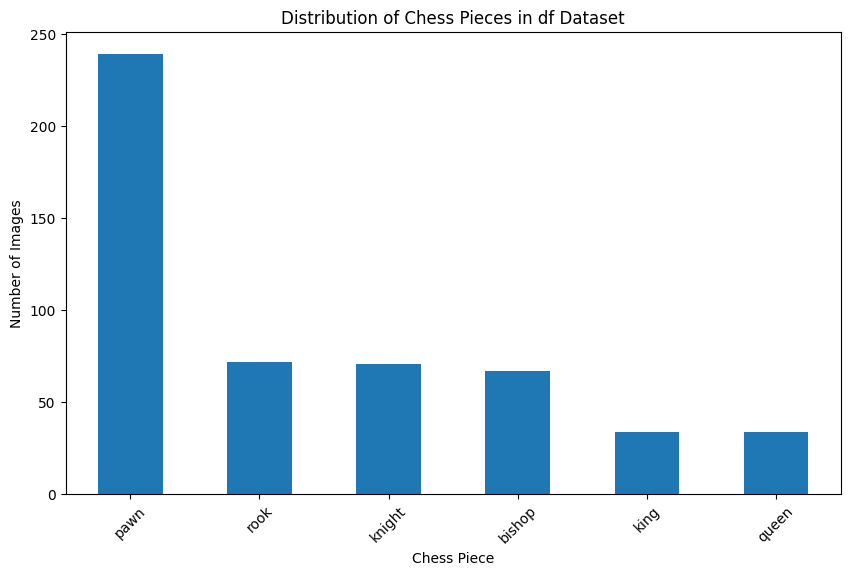 Distribution of Chess Pieces in df Dataset
250
200
150
100
50
0
Number of Images
pawn
rook
knight
bishop
king
queen
Chess Piece